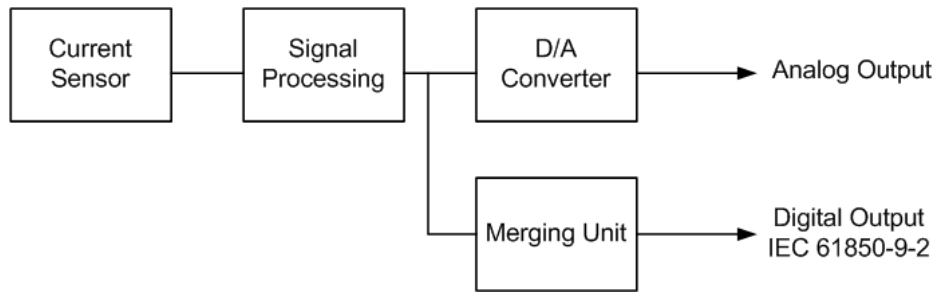 Current
Sensor
Signal
Processing
D/A
Converter
Analog Output
Merging Unit
Digital Output
IEC 61850-9-2